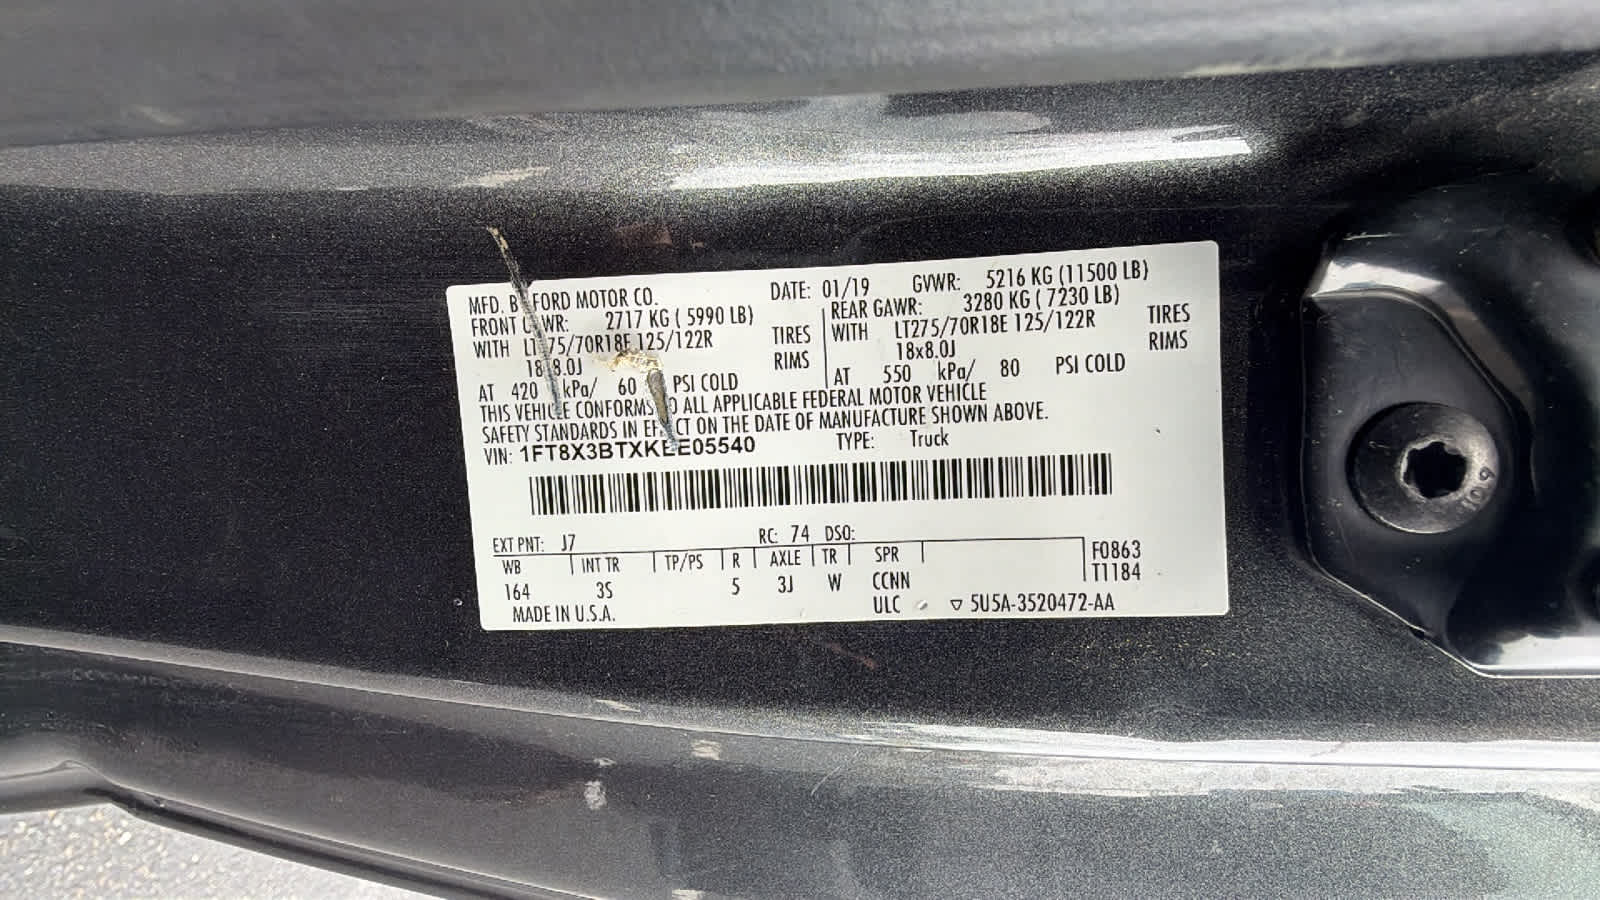 MFD. BY FORD MOTOR CO. DATE: 01/19 GVWR: 5216 KG (11500 LB)
FRONT GAWR: 2717 KG ( 5990 LB) REAR GAWR: 3280 KG ( 7230 LB)
WITH LT275/70R18E 125/122R TIRES WITH LT275/70R18E 125/122R TIRES
18x8.0J RIMS 18x8.0J RIMS
AT 420 kPa/ 60 PSI COLD AT 550 kPa/ 80 PSI COLD
THIS VEHICLE CONFORMS TO ALL APPLICABLE FEDERAL MOTOR VEHICLE
SAFETY STANDARDS IN EFFECT ON THE DATE OF MANUFACTURE SHOWN ABOVE.
VIN: 1FT8X3BTXKEE05540 TYPE: Truck
EXT PNT: J7 RC: 74 DSO:
WB INT TR TP/PS R AXLE TR SPR F0863
164 3S 5 3J W CCNN T1184
MADE IN U.S.A. ULC ▽ 5U5A-3520472-AA
10.9